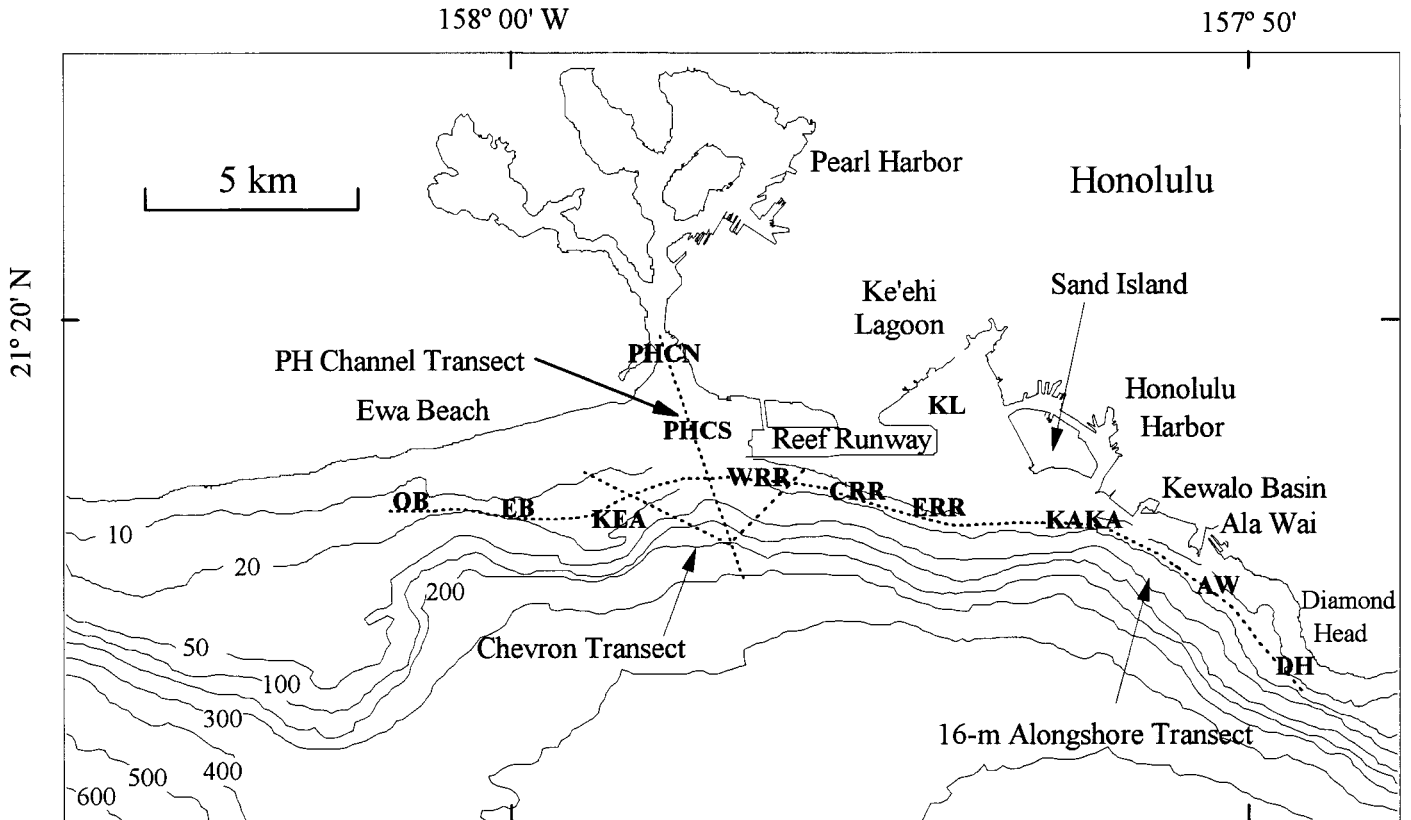 158° 00' W
157° 50'
Pearl Harbor
Honolulu
5 km
21° 20' N
Ke'ehi
Lagoon
Sand Island
PH Channel Transect
PHCN
Ewa Beach
KL
Honolulu
Harbor
PHCS
Reef Runway
WRR
CRR
OB
EB
KEA
ERR
KAKA
Kewalo Basin
Ala Wai
10
20
200
AW
Diamond
Head
50
Chevron Transect
DH
100
300
16-m Alongshore Transect
400
500
600